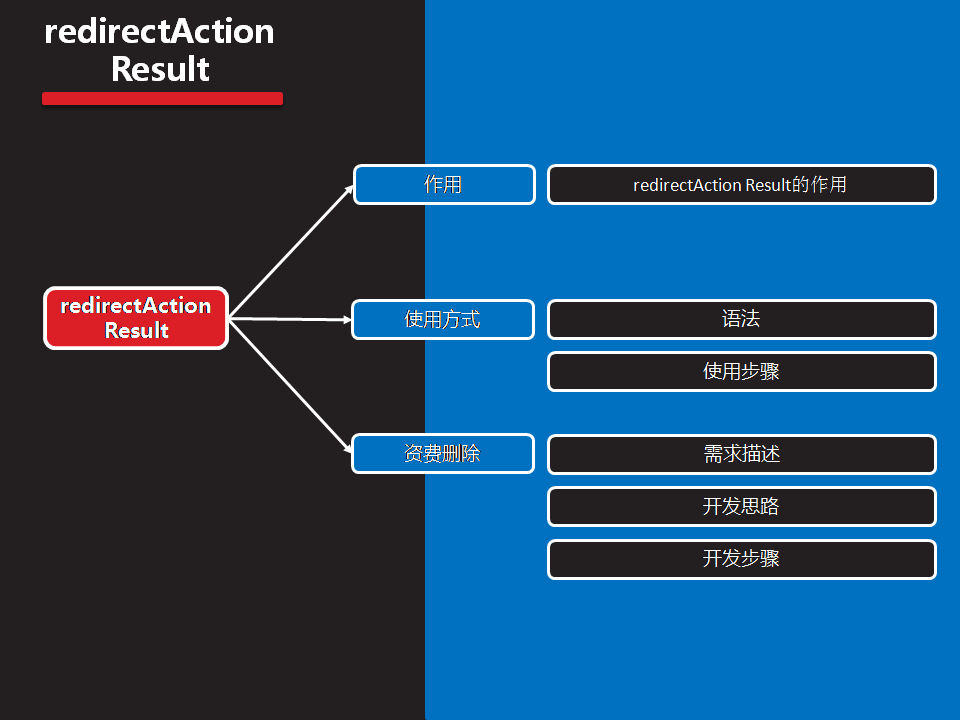 redirectAction
Result
redirectAction
Result
作用
redirectAction Result的作用
使用方式
语法
使用步骤
资费删除
需求描述
开发思路
开发步骤